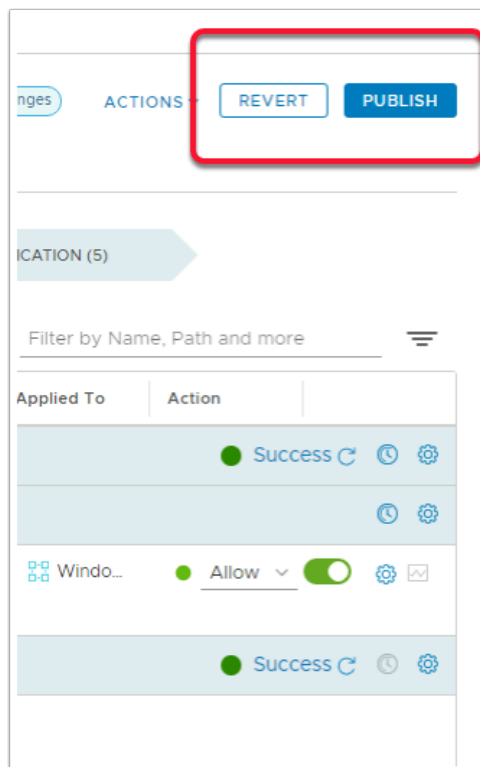 nges
ACTIONS
REVERT
PUBLISH
ICATION (5)
Filter by Name, Path and more
Applied To
Action
Success
Windo...
Allow
Success